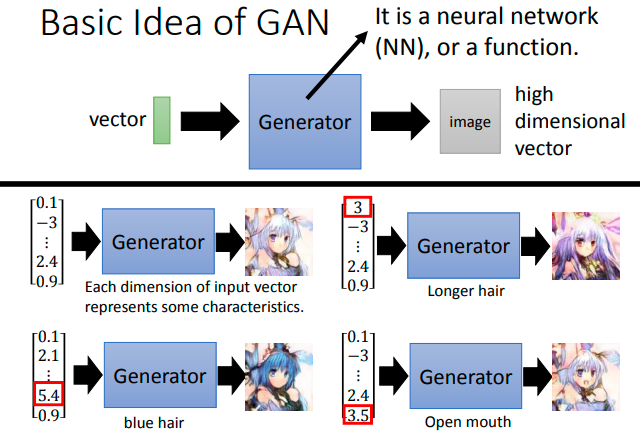 Basic Idea of GAN
It is a neural network
(NN), or a function.
vector
Generator
image
high
dimensional
vector
0.1
−3
⋮
2.4
0.9
Generator
Each dimension of input vector
represents some characteristics.
3
−3
⋮
2.4
0.9
Generator
Longer hair
0.1
2.1
⋮
5.4
0.9
Generator
blue hair
0.1
−3
⋮
2.4
3.5
Generator
Open mouth